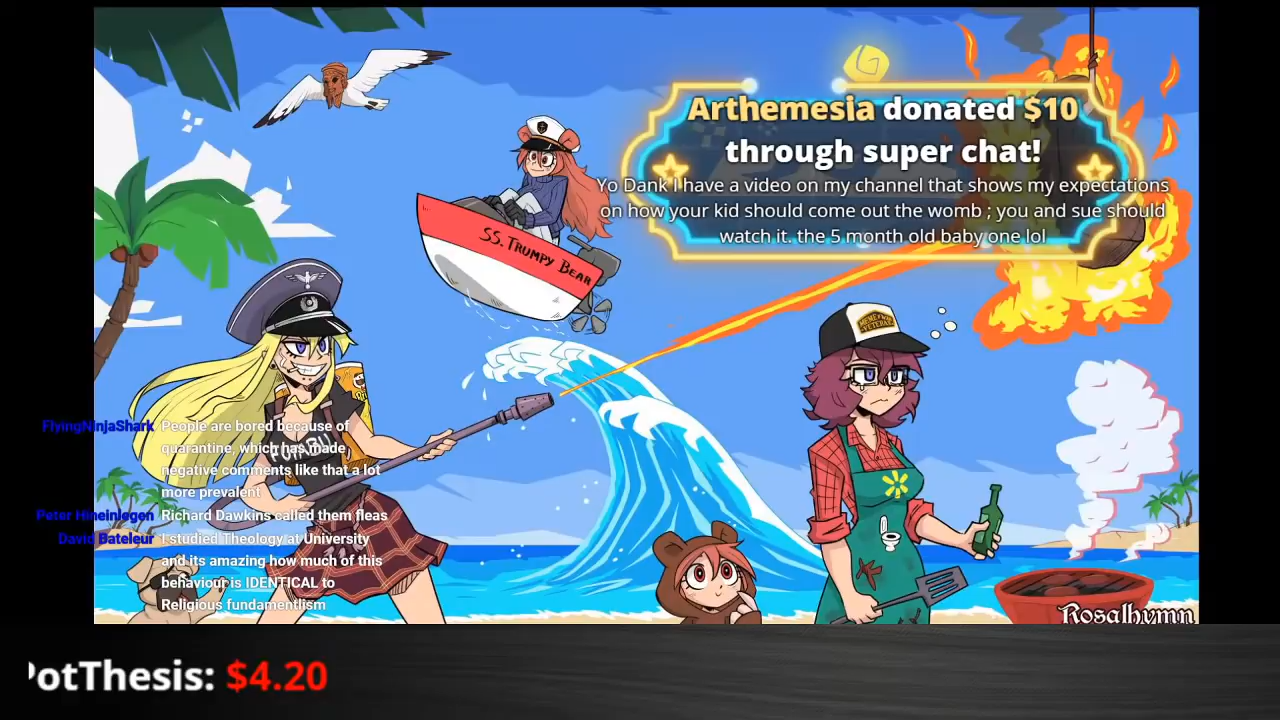 Arthemesia donated $10
through super chat!
Yo Dank I have a video on my channel that shows my expectations
on how your kid should come out the womb ; you and sue should
watch it. the 5 month old baby one lol
SS. TRUMPY BEAR
FlyingNinjaShark People are bored because of
quarantine, which has made
negative comments like that a lot
more prevalent
Peter Hineinlegen Richard Dawkins called them fleas
David Bateleur I studied Theology at University
and its amazing how much of this
behaviour is IDENTICAL to
Religious fundamentlism
Rosalhymn
PotThesis: $4.20